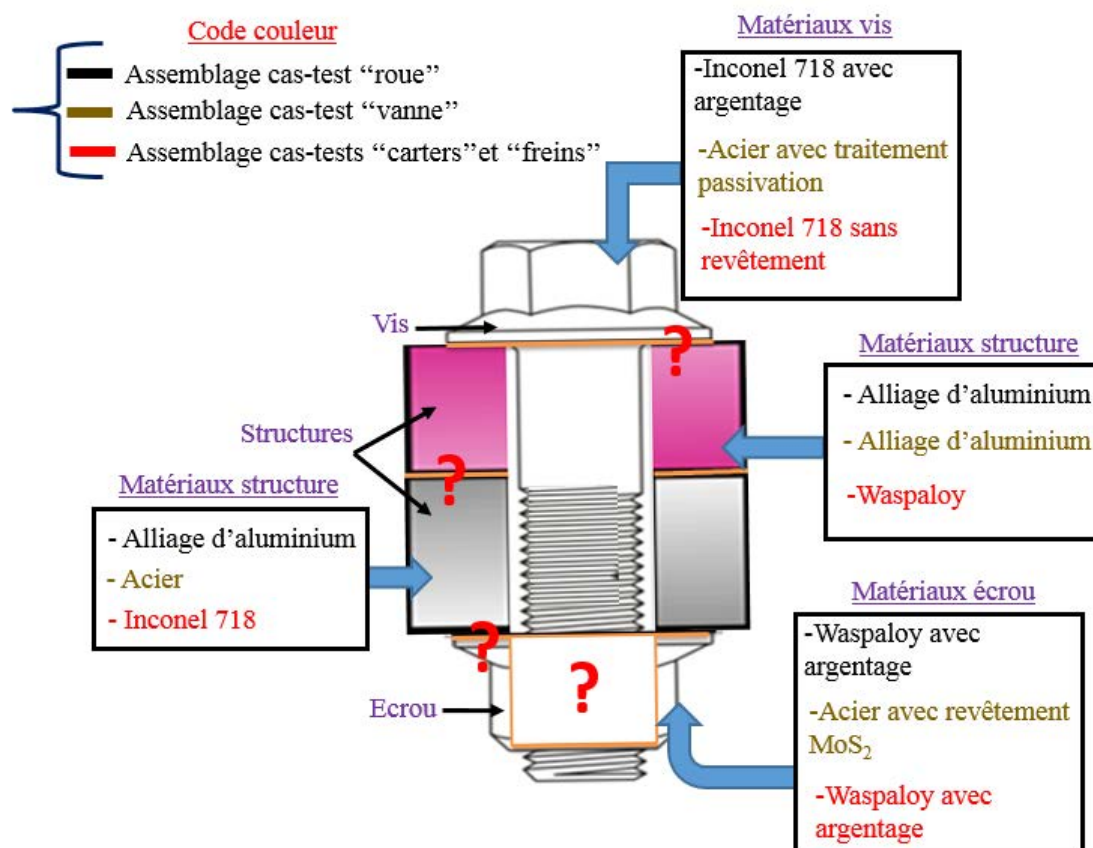 Code couleur
Assemblage cas-test “roue”
Assemblage cas-test “vanne”
Assemblage cas-tests “carters”et “freins”
Matériaux vis
-Inconel 718 avec
argentage
-Acier avec traitement
passivation
-Inconel 718 sans
revêtement
Vis
?
Matériaux structure
- Alliage d’aluminium
- Alliage d’aluminium
-Waspaloy
Structures
?
Matériaux structure
- Alliage d’aluminium
- Acier
- Inconel 718
?
?
Ecrou
Matériaux écrou
-Waspaloy avec
argentage
-Acier avec revêtement
MoS₂
-Waspaloy avec
argentage